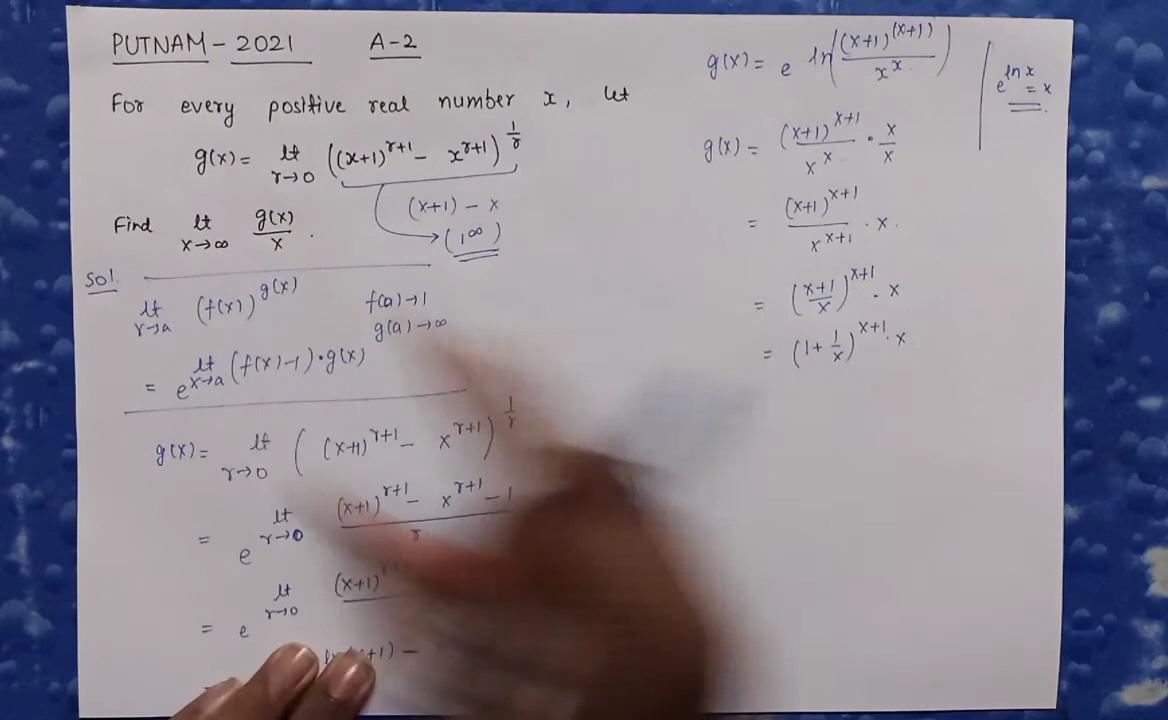 PUTNAM - 2021 A-2
For every positive real number x, let
g(x) = lt r→0 ((x+1)^{r+1} - x^{r+1})^{1/r}
(x+1) - x
(1^∞)
Find lt x→∞ g(x)/x .
Sol.
lt x→a (f(x))^{g(x)} f(a)→1
g(a)→∞
= e^{lt x→a (f(x)-1)·g(x)}
g(x) = lt r→0 ((x+1)^{r+1} - x^{r+1})^{1/r}
= e^{lt r→0 ((x+1)^{r+1} - x^{r+1} - 1)/r}
= e lt r→0 (x+1)
+1) -
g(x) = e^{ln((x+1)^{(x+1)}/x^x)}
e^{ln x} = x
g(x) = (x+1)^{x+1}/x^x · x/x
= (x+1)^{x+1}/x^{x+1} · x.
= ((x+1)/x)^{x+1} · x
= (1 + 1/x)^{x+1} · x